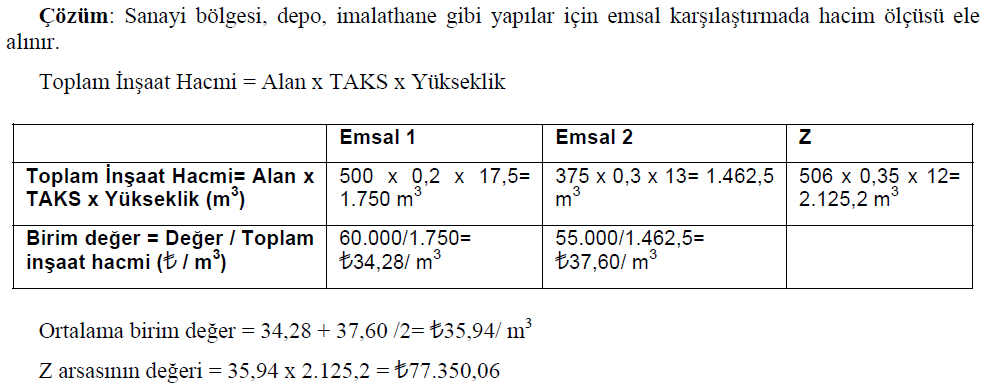 Çözüm: Sanayi bölgesi, depo, imalathane gibi yapılar için emsal karşılaştırmada hacim ölçüsü ele
alınır.
Toplam İnşaat Hacmi = Alan x TAKS x Yükseklik
Emsal 1
Emsal 2
Z
Toplam İnşaat Hacmi= Alan x
TAKS x Yükseklik (m³)
500 x 0,2 x 17,5=
1.750 m³
375 x 0,3 x 13= 1.462,5
m³
506 x 0,35 x 12=
2.125,2 m³
Birim değer = Değer / Toplam
inşaat hacmi (₺ / m³)
60.000/1.750=
₺34,28/ m³
55.000/1.462,5=
₺37,60/ m³
Ortalama birim değer = 34,28 + 37,60 /2= ₺35,94/ m³
Z arsasının değeri = 35,94 x 2.125,2 = ₺77.350,06